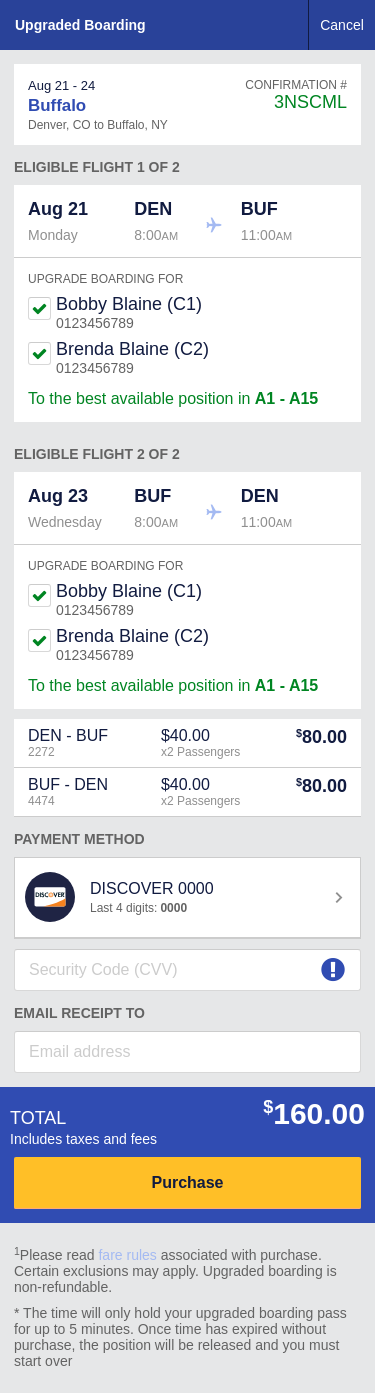 Upgraded Boarding Cancel
Aug 21 - 24 CONFIRMATION #
Buffalo 3NSCML
Denver, CO to Buffalo, NY
ELIGIBLE FLIGHT 1 OF 2
Aug 21 DEN BUF
Monday 8:00AM 11:00AM
UPGRADE BOARDING FOR
Bobby Blaine (C1)
0123456789
Brenda Blaine (C2)
0123456789
To the best available position in A1 - A15
ELIGIBLE FLIGHT 2 OF 2
Aug 23 BUF DEN
Wednesday 8:00AM 11:00AM
UPGRADE BOARDING FOR
Bobby Blaine (C1)
0123456789
Brenda Blaine (C2)
0123456789
To the best available position in A1 - A15
DEN - BUF $40.00 $80.00
2272 x2 Passengers
BUF - DEN $40.00 $80.00
4474 x2 Passengers
PAYMENT METHOD
DISCOVER DISCOVER 0000
Last 4 digits: 0000
Security Code (CVV)
EMAIL RECEIPT TO
Email address
TOTAL $160.00
Includes taxes and fees
Purchase
1Please read fare rules associated with purchase.
Certain exclusions may apply. Upgraded boarding is
non-refundable.
* The time will only hold your upgraded boarding pass
for up to 5 minutes. Once time has expired without
purchase, the position will be released and you must
start over